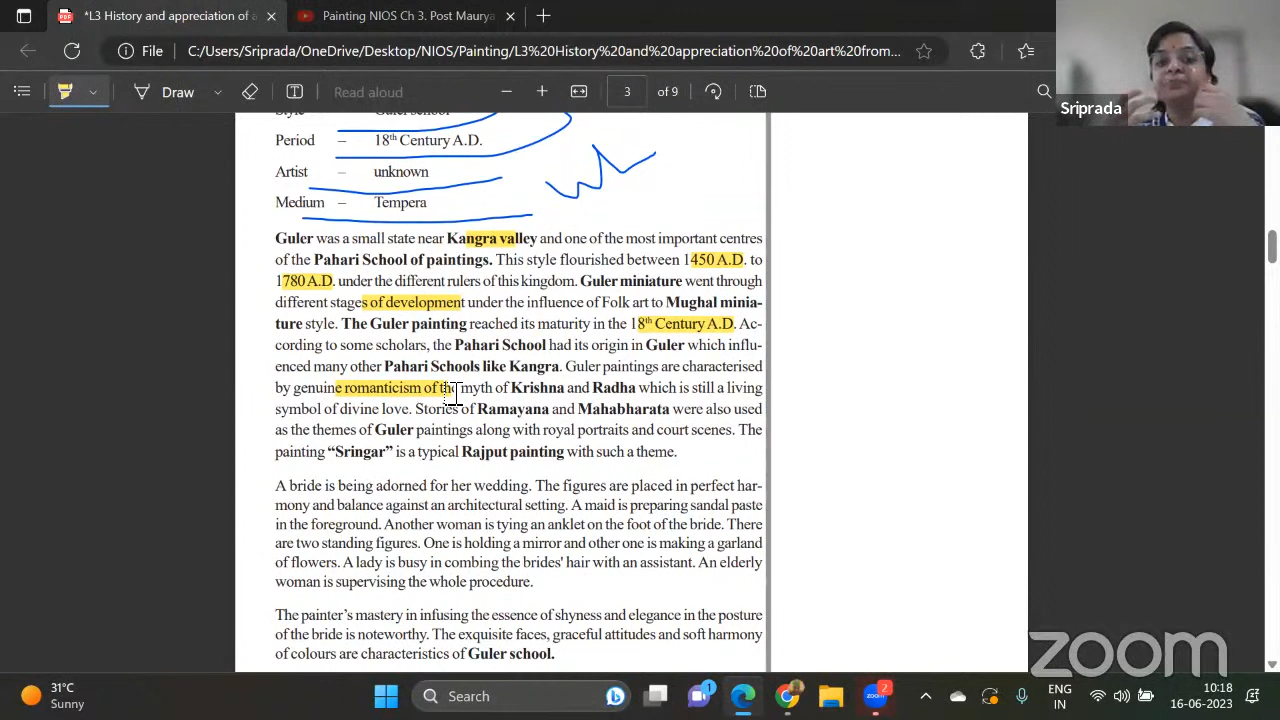 *L3 History and appreciation of a
Painting NIOS Ch 3. Post Maurya
File
C:/Users/Sriprada/OneDrive/Desktop/NIOS/Painting/L3%20History%20and%20appreciation%20of%20art%20from...
Draw
Read aloud
3
of 9
Sriprada
Period – 18th Century A.D.
Artist – unknown
Medium – Tempera
Guler was a small state near Kangra valley and one of the most important centres
of the Pahari School of paintings. This style flourished between 1450 A.D. to
1780 A.D. under the different rulers of this kingdom. Guler miniature went through
different stages of development under the influence of Folk art to Mughal minia-
ture style. The Guler painting reached its maturity in the 18th Century A.D. Ac-
cording to some scholars, the Pahari School had its origin in Guler which influ-
enced many other Pahari Schools like Kangra. Guler paintings are characterised
by genuine romanticism of the myth of Krishna and Radha which is still a living
symbol of divine love. Stories of Ramayana and Mahabharata were also used
as the themes of Guler paintings along with royal portraits and court scenes. The
painting “Sringar” is a typical Rajput painting with such a theme.
A bride is being adorned for her wedding. The figures are placed in perfect har-
mony and balance against an architectural setting. A maid is preparing sandal paste
in the foreground. Another woman is tying an anklet on the foot of the bride. There
are two standing figures. One is holding a mirror and other one is making a garland
of flowers. A lady is busy in combing the brides' hair with an assistant. An elderly
woman is supervising the whole procedure.
The painter’s mastery in infusing the essence of shyness and elegance in the posture
of the bride is noteworthy. The exquisite faces, graceful attitudes and soft harmony
of colours are characteristics of Guler school.
zoom
31°C
Sunny
Search
1
zoom
2
ENG
IN
10:18
16-06-2023